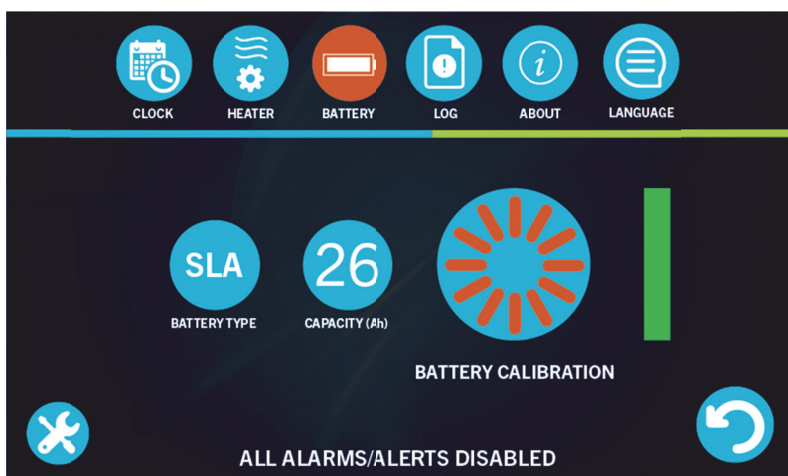 CLOCK HEATER BATTERY LOG ABOUT LANGUAGE
SLA 26
BATTERY TYPE CAPACITY (Ah)
BATTERY CALIBRATION
ALL ALARMS/ALERTS DISABLED